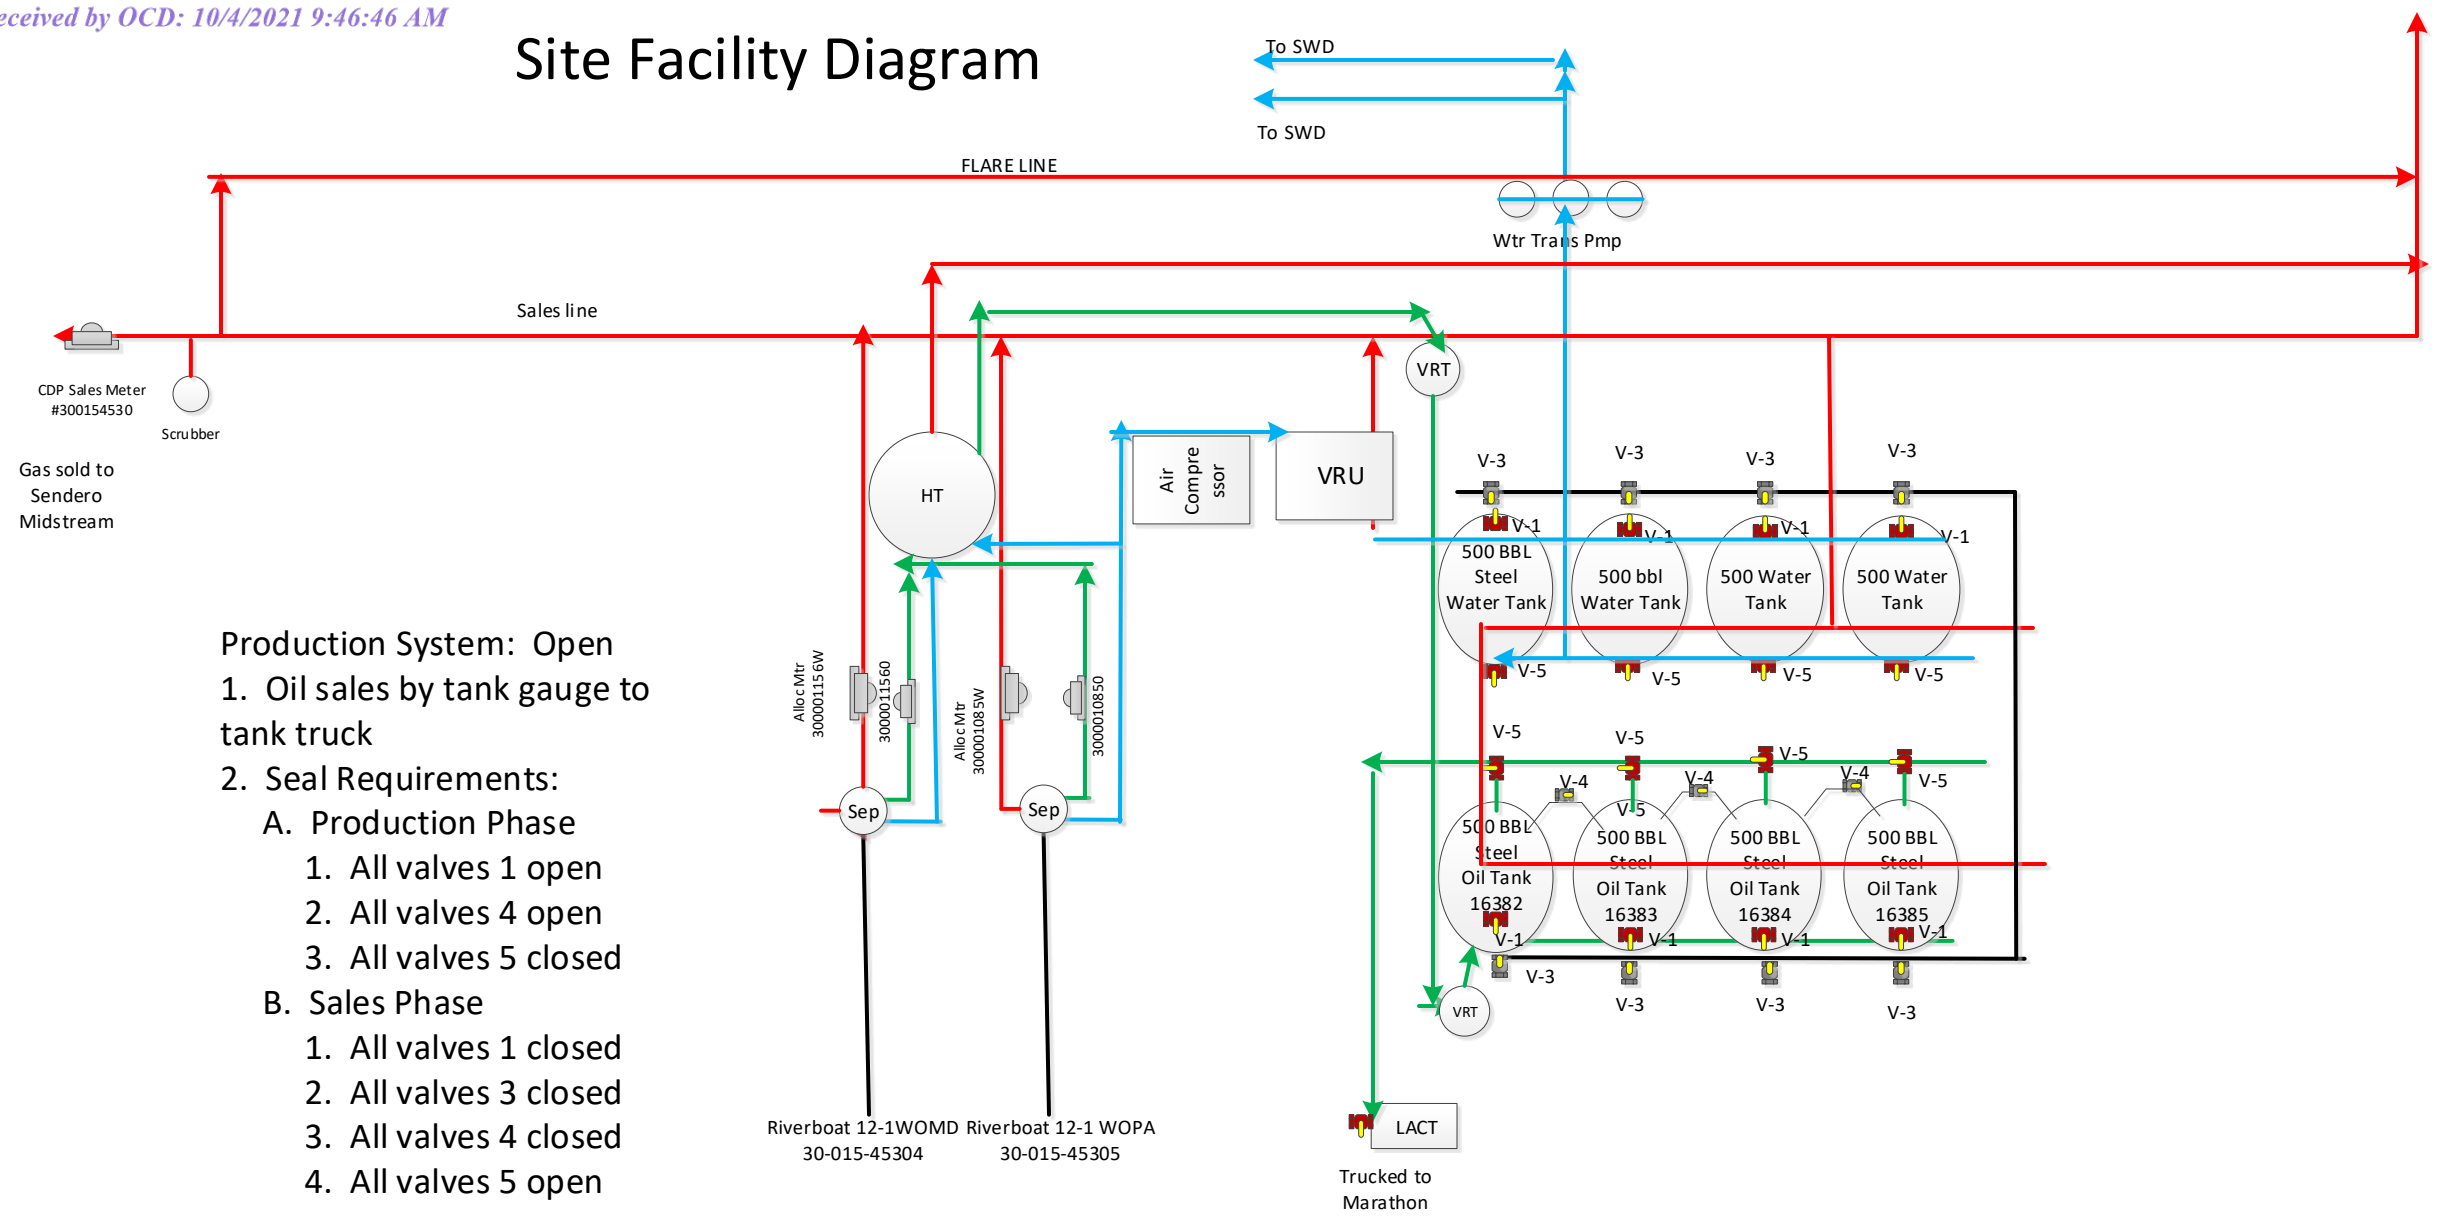 eceived by OCD: 10/4/2021 9:46:46 AM
Site Facility Diagram
To SWD
To SWD
FLARE LINE
Wtr Trans Pmp
Sales line
VRT
CDP Sales Meter
#300154530
Scrubber
Gas sold to
Sendero
Midstream
HT
Air
Compre
ssor
VRU
V-3
V-3
V-3
V-3
V-1
V-1
V-1
V-1
500 BBL
Steel
Water Tank
500 bbl
Water Tank
500 Water
Tank
500 Water
Tank
V-5
V-5
V-5
V-5
Production System: Open
1. Oil sales by tank gauge to
tank truck
2. Seal Requirements:
A. Production Phase
1. All valves 1 open
2. All valves 4 open
3. All valves 5 closed
B. Sales Phase
1. All valves 1 closed
2. All valves 3 closed
3. All valves 4 closed
4. All valves 5 open
Alloc Mtr
300001156W
3000011560
Alloc Mtr
300001085W
3000010850
Sep
Sep
V-5
V-5
V-5
V-5
V-4
V-4
V-4
V-5
500 BBL
Steel
Oil Tank
16382
500 BBL
Steel
Oil Tank
16383
500 BBL
Steel
Oil Tank
16384
500 BBL
Steel
Oil Tank
16385
V-1
V-1
V-1
V-1
V-3
V-3
V-3
V-3
VRT
Riverboat 12-1WOMD
30-015-45304
Riverboat 12-1 WOPA
30-015-45305
LACT
Trucked to
Marathon